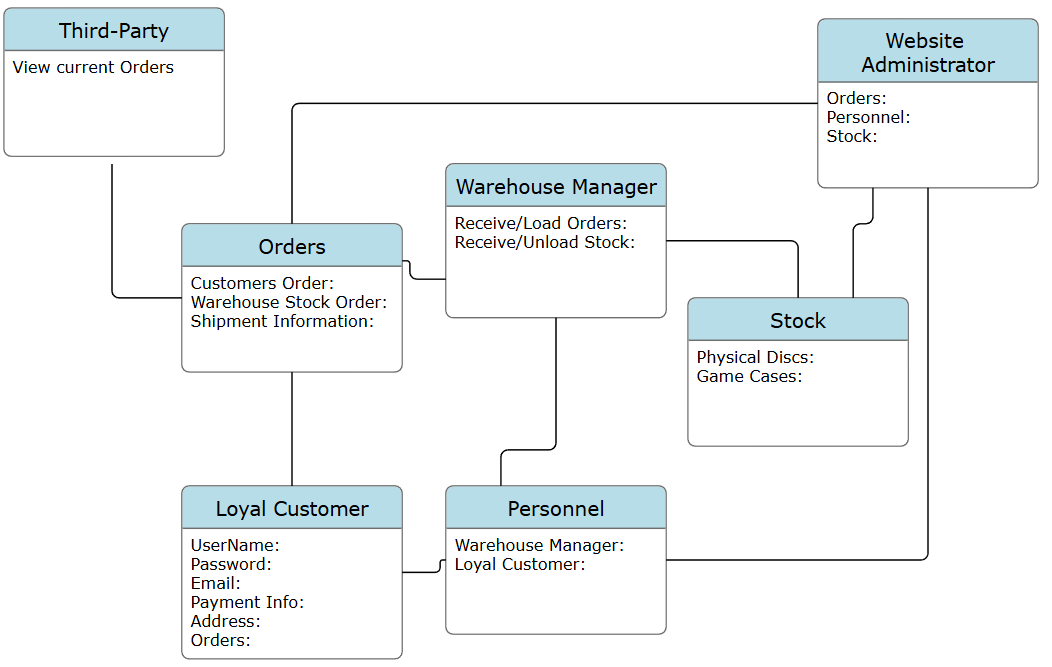 Third-Party
View current Orders
Website
Administrator
Orders:
Personnel:
Stock:
Warehouse Manager
Receive/Load Orders:
Receive/Unload Stock:
Orders
Customers Order:
Warehouse Stock Order:
Shipment Information:
Stock
Physical Discs:
Game Cases:
Loyal Customer
UserName:
Password:
Email:
Payment Info:
Address:
Orders:
Personnel
Warehouse Manager:
Loyal Customer: